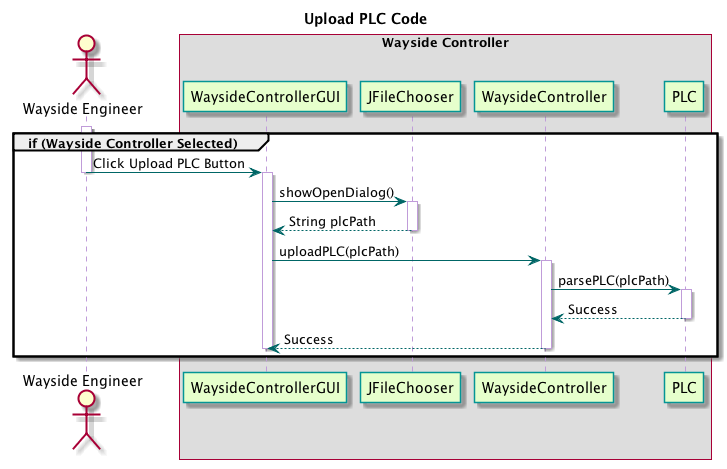 Upload PLC Code
Wayside Controller
Wayside Engineer
WaysideControllerGUI
JFileChooser
WaysideController
PLC
if (Wayside Controller Selected)
Click Upload PLC Button
showOpenDialog()
String plcPath
uploadPLC(plcPath)
parsePLC(plcPath)
Success
Success
Wayside Engineer
WaysideControllerGUI
JFileChooser
WaysideController
PLC